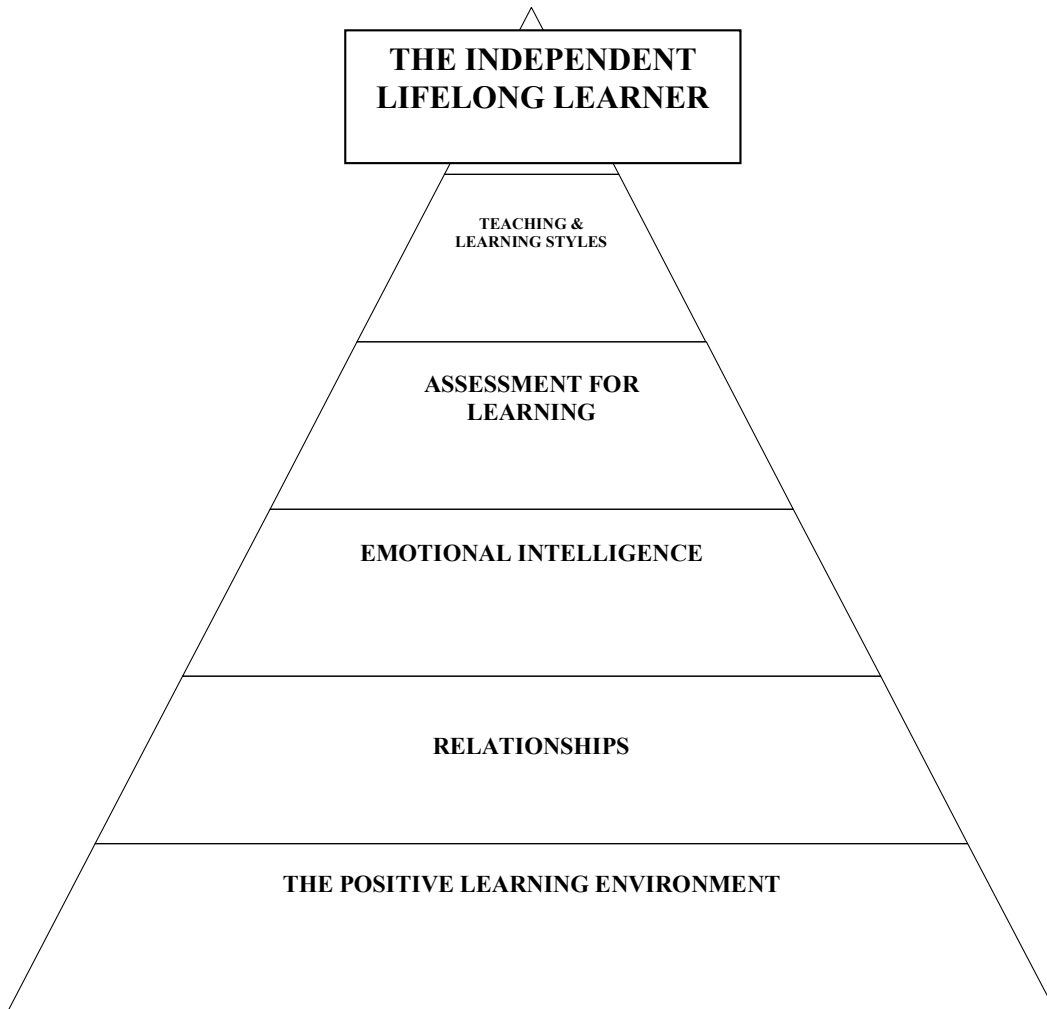 THE INDEPENDENT
LIFELONG LEARNER
TEACHING &
LEARNING STYLES
ASSESSMENT FOR
LEARNING
EMOTIONAL INTELLIGENCE
RELATIONSHIPS
THE POSITIVE LEARNING ENVIRONMENT